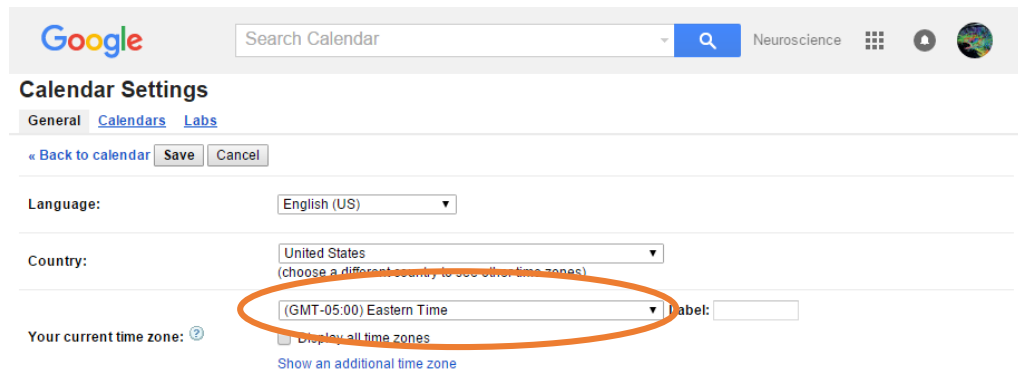 Google Search Calendar Neuroscience
Calendar Settings
General Calendars Labs
« Back to calendar Save Cancel
Language: English (US)
Country: United States
(choose a different country to see other time zones)
(GMT-05:00) Eastern Time Label:
Your current time zone: ? Display all time zones
Show an additional time zone